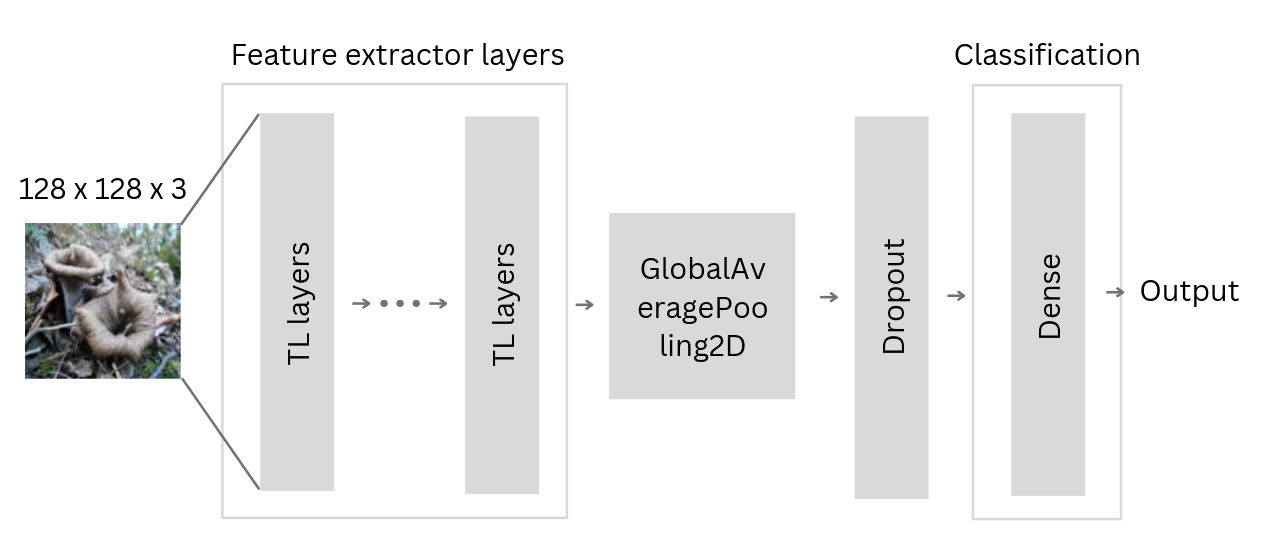 Feature extractor layers
Classification
128 x 128 x 3
TL layers
TL layers
GlobalAv
eragePoo
ling2D
Dropout
Dense
Output